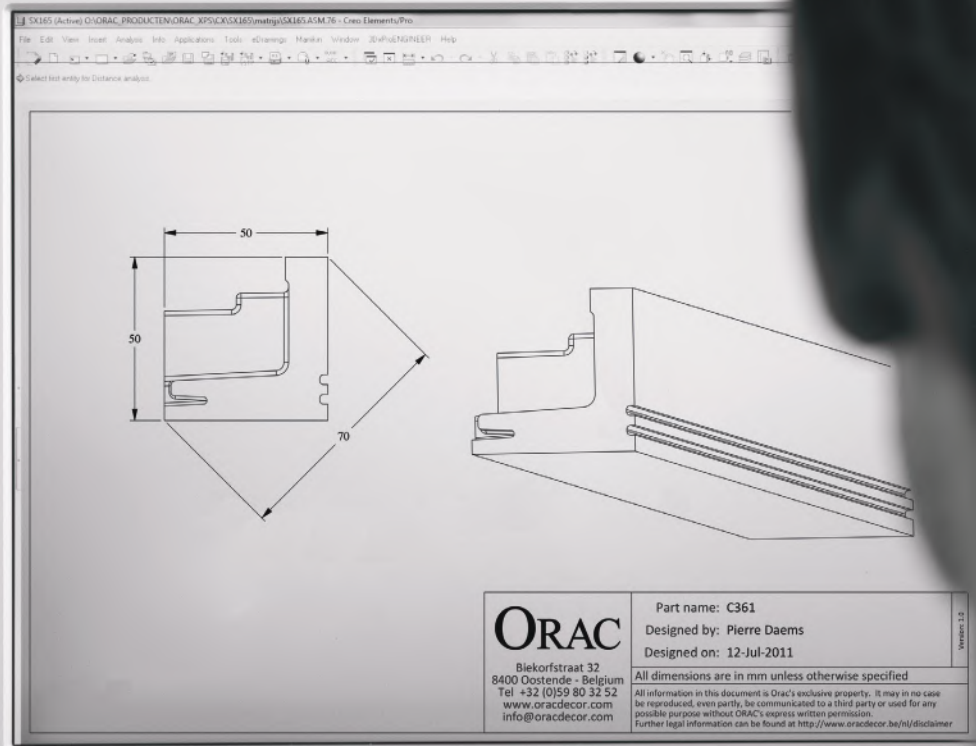 SX165 (Active) O:\ORAC_PRODUCTEN\ORAC_XPS\CX\SX165\matrijs\SX165.ASM.76 - Creo Elements/Pro
File Edit View Insert Analysis Info Applications Tools eDrawings Manikin Window Help
Select first entity for Distance analysis.
50
50
70
ORAC
Biekorfstraat 32
8400 Oostende - Belgium
Tel +32 (0)59 80 32 52
www.oracdecor.com
info@oracdecor.com
Part name: C361
Designed by: Pierre Daems
Designed on: 12-Jul-2011
Version: 1.0
All dimensions are in mm unless otherwise specified
All information in this document is Orac's exclusive property. It may in no case
be reproduced, even partly, be communicated to a third party or used for any
possible purpose without ORAC's express written permission.
Further legal information can be found at http://www.oracdecor.be/nl/disclaimer